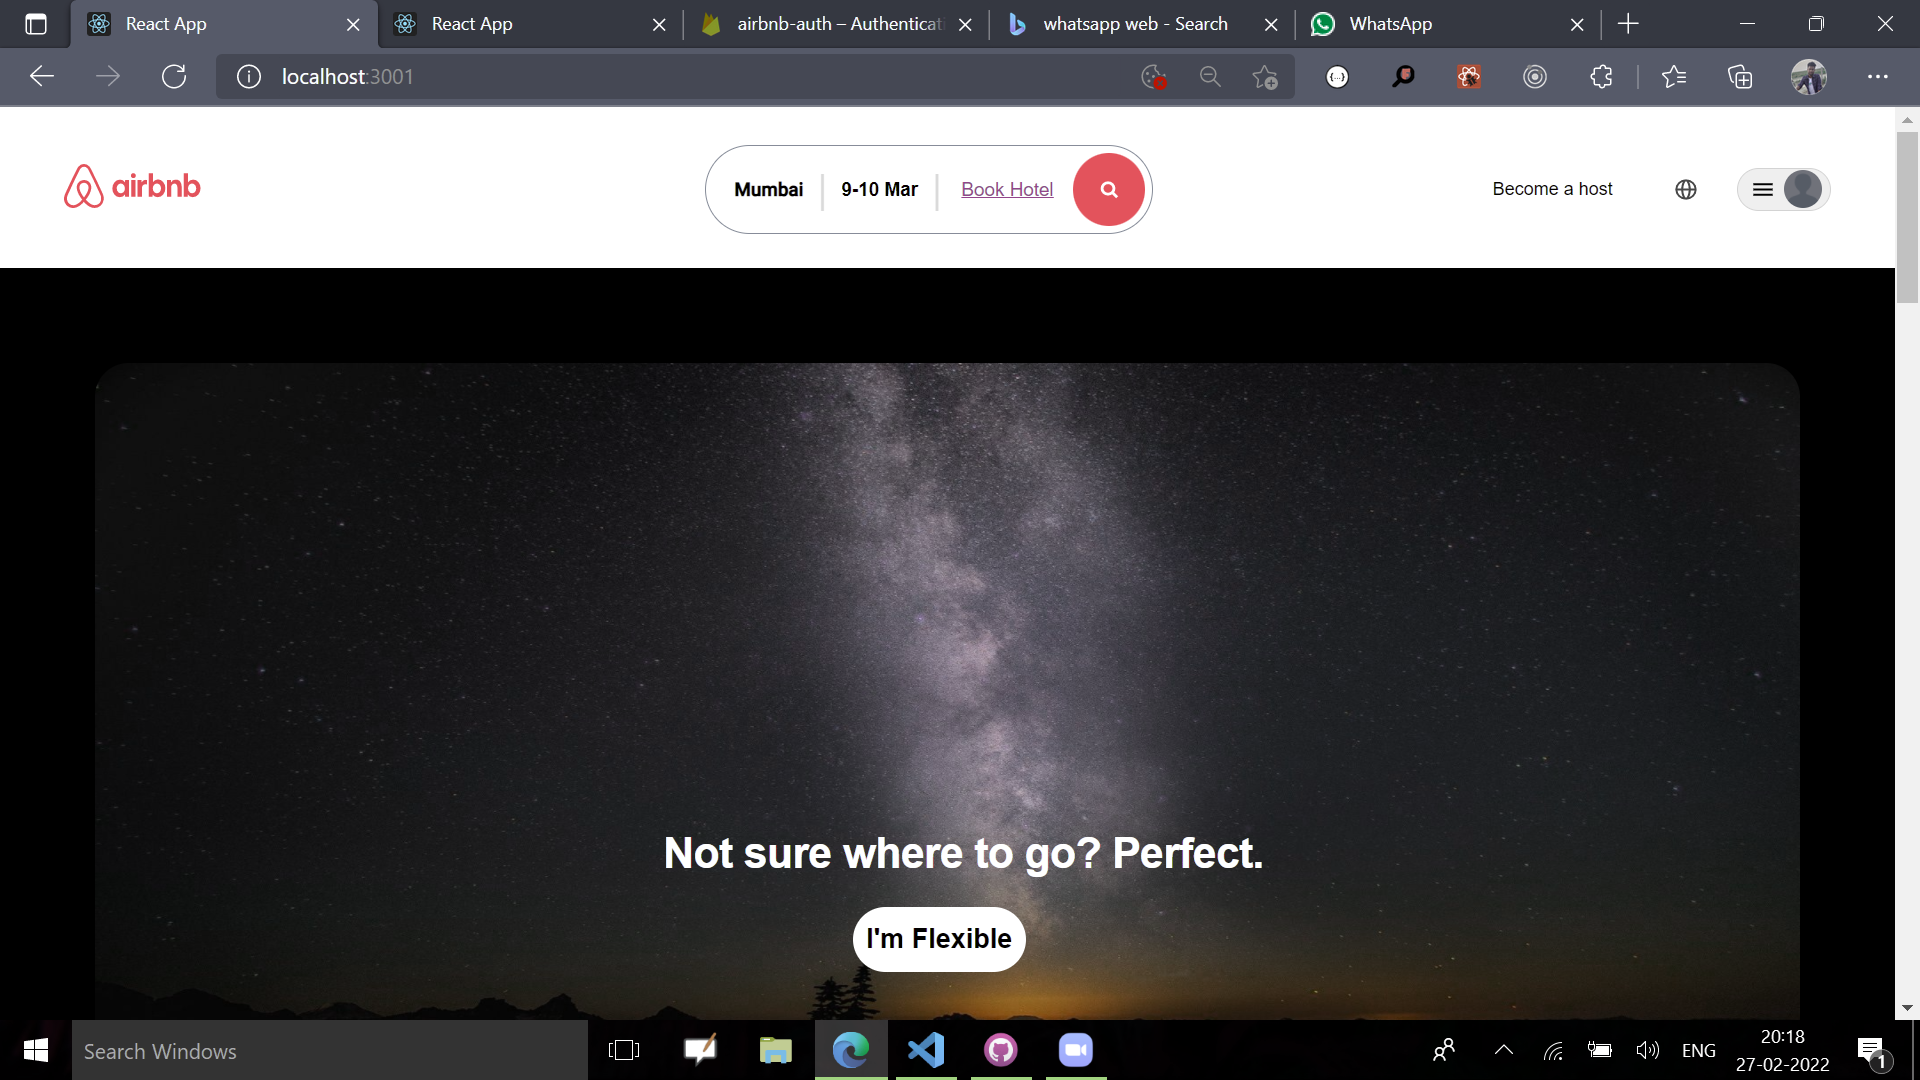 React App
React App
airbnb-auth – Authenticati
whatsapp web - Search
WhatsApp
localhost:3001
airbnb
Mumbai
9-10 Mar
Book Hotel
Become a host
Not sure where to go? Perfect.
I'm Flexible
Search Windows
ENG
20:18
27-02-2022
1